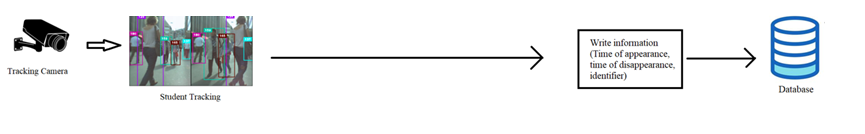 Tracking Camera
Student Tracking
Write information
(Time of appearance,
time of disappearance,
identifier)
Database